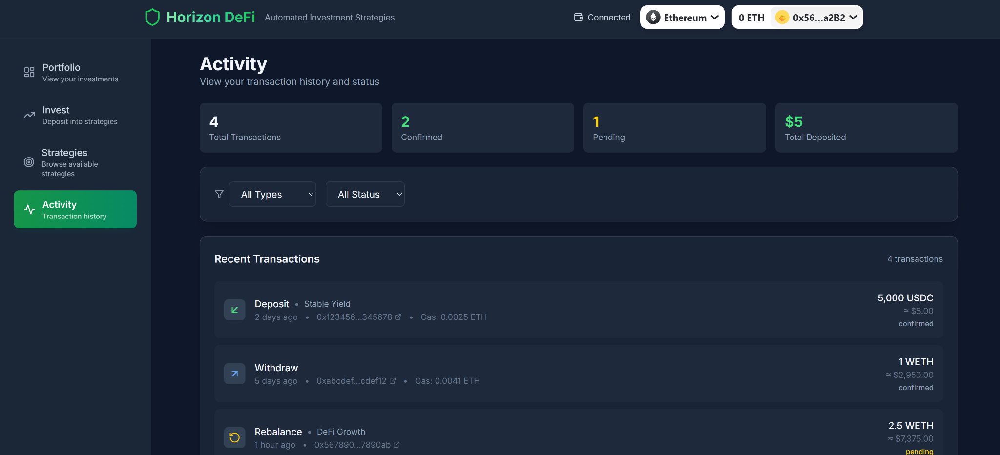 Horizon DeFi
Automated Investment Strategies
Connected
Ethereum
0 ETH
0x56...a2B2
Portfolio
View your investments
Invest
Deposit into strategies
Strategies
Browse available
strategies
Activity
Transaction history
Activity
View your transaction history and status
4
Total Transactions
2
Confirmed
1
Pending
$5
Total Deposited
All Types
All Status
Recent Transactions
4 transactions
Deposit • Stable Yield
2 days ago • 0x123456...345678 • Gas: 0.0025 ETH
5,000 USDC
≈ $5.00
confirmed
Withdraw
5 days ago • 0xabcdef...cdef12 • Gas: 0.0041 ETH
1 WETH
≈ $2,950.00
confirmed
Rebalance • DeFi Growth
1 hour ago • 0x567890...7890ab
2.5 WETH
≈ $7,375.00
pending